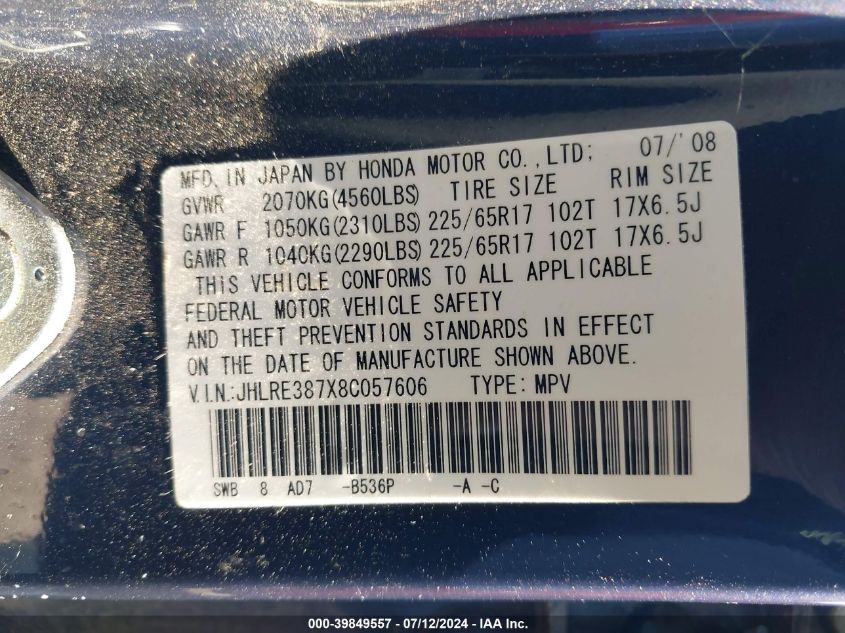 MFD. IN JAPAN BY HONDA MOTOR CO.,LTD; 07/'08
GVWR 2070KG(4560LBS) TIRE SIZE RIM SIZE
GAWR F 1050KG(2310LBS) 225/65R17 102T 17X6.5J
GAWR R 1040KG(2290LBS) 225/65R17 102T 17X6.5J
THIS VEHICLE CONFORMS TO ALL APPLICABLE
FEDERAL MOTOR VEHICLE SAFETY
AND THEFT PREVENTION STANDARDS IN EFFECT
ON THE DATE OF MANUFACTURE SHOWN ABOVE.
V.I.N.:JHLRE387X8C057606 TYPE: MPV
SWB 8 AD7 -B536P -A -C
000-39849557 - 07/12/2024 - IAA Inc.